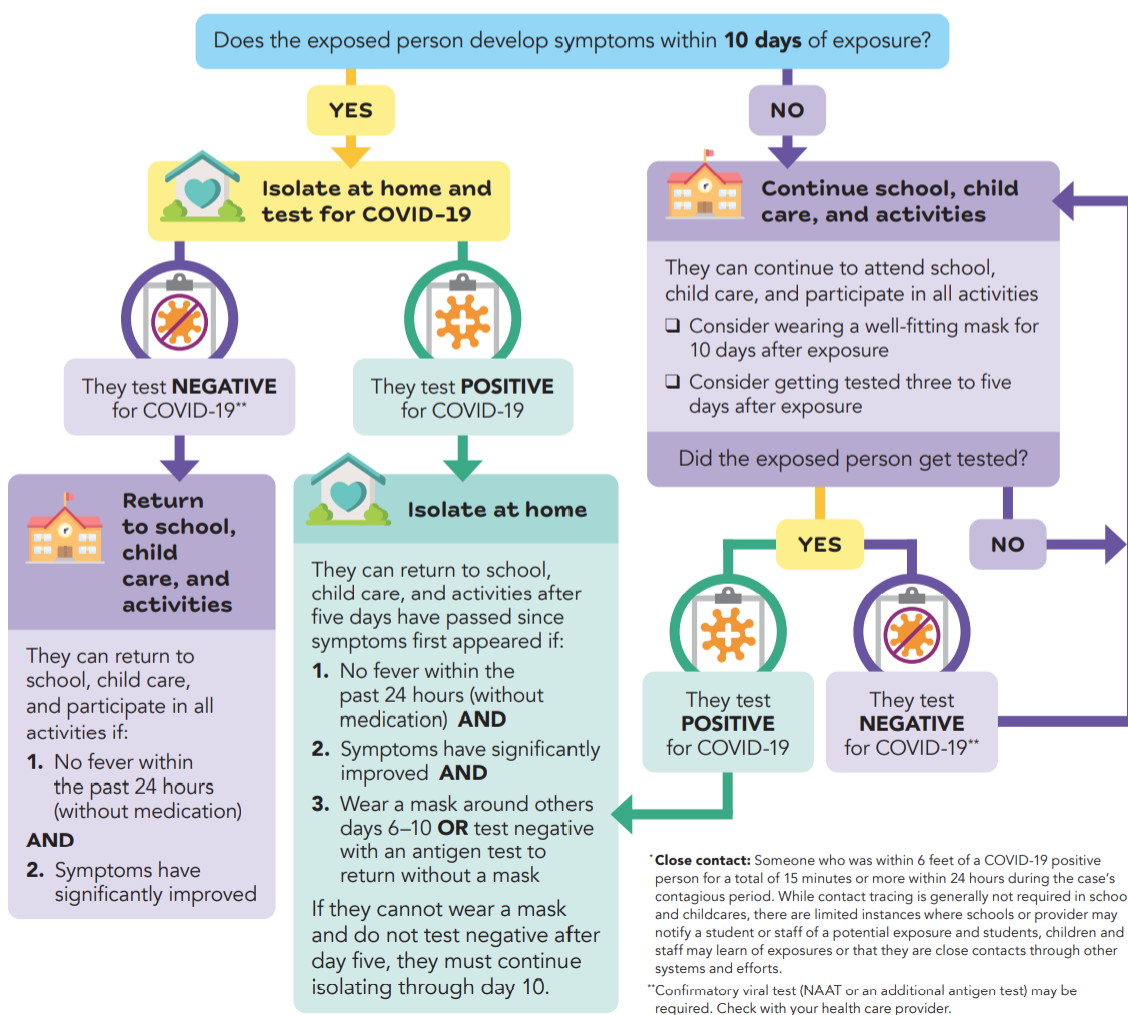 Does the exposed person develop symptoms within 10 days of exposure?
YES
NO
Isolate at home and
test for COVID-19
They test NEGATIVE
for COVID-19**
They test POSITIVE
for COVID-19
Return
to school,
child
care, and
activities
They can return to
school, child care,
and participate in all
activities if:
1. No fever within
the past 24 hours
(without medication)
AND
2. Symptoms have
significantly improved
Isolate at home
They can return to school,
child care, and activities after
five days have passed since
symptoms first appeared if:
1. No fever within the
past 24 hours (without
medication) AND
2. Symptoms have significantly
improved AND
3. Wear a mask around others
days 6–10 OR test negative
with an antigen test to
return without a mask
If they cannot wear a mask
and do not test negative after
day five, they must continue
isolating through day 10.
Continue school, child
care, and activities
They can continue to attend school,
child care, and participate in all activities
❏ Consider wearing a well-fitting mask for
10 days after exposure
❏ Consider getting tested three to five
days after exposure
Did the exposed person get tested?
YES
NO
They test
POSITIVE
for COVID-19
They test
NEGATIVE
for COVID-19**
*Close contact: Someone who was within 6 feet of a COVID-19 positive
person for a total of 15 minutes or more within 24 hours during the case's
contagious period. While contact tracing is generally not required in schoo
and childcares, there are limited instances where schools or provider may
notify a student or staff of a potential exposure and students, children and
staff may learn of exposures or that they are close contacts through other
systems and efforts.
**Confirmatory viral test (NAAT or an additional antigen test) may be
required. Check with your health care provider.